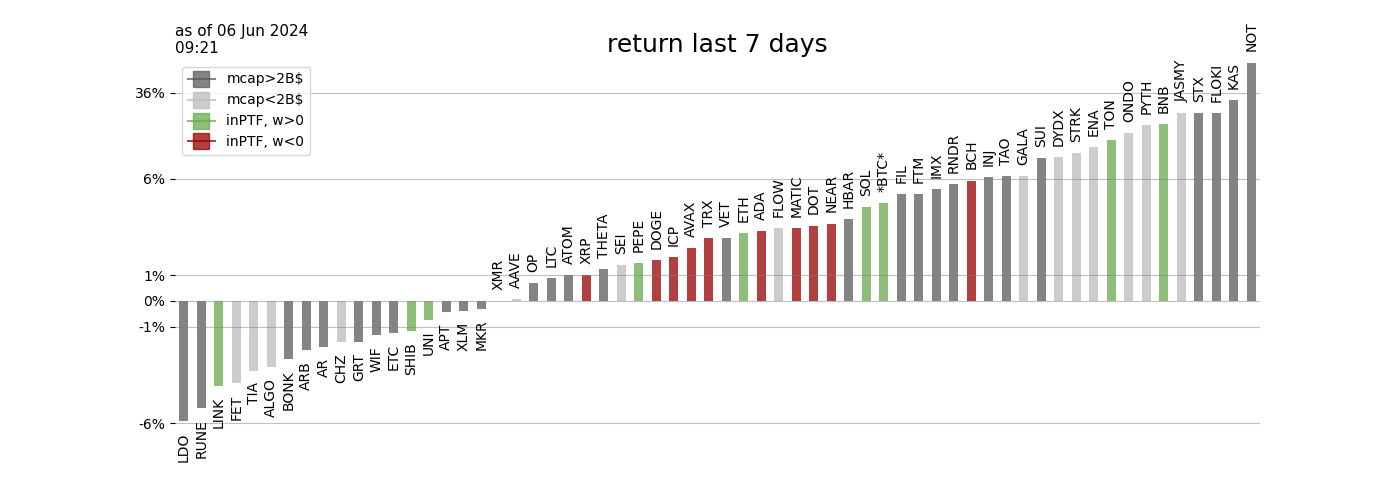 as of 06 Jun 2024
09:21
return last 7 days
mcap>2B$
mcap<2B$
inPTF, w>0
inPTF, w<0
36%
6%
1%
0%
-1%
-6%
LDO
RUNE
LINK
FET
TIA
ALGO
BONK
ARB
AR
CHZ
GRT
WIF
ETC
SHIB
UNI
APT
XLM
MKR
XMR
AAVE
OP
LTC
ATOM
XRP
THETA
SEI
PEPE
DOGE
ICP
AVAX
TRX
VET
ETH
ADA
FLOW
MATIC
DOT
NEAR
HBAR
SOL
*BTC*
FIL
FTM
IMX
RNDR
BCH
INJ
TAO
GALA
SUI
DYDX
STRK
ENA
TON
ONDO
PYTH
BNB
JASMY
STX
FLOKI
KAS
NOT